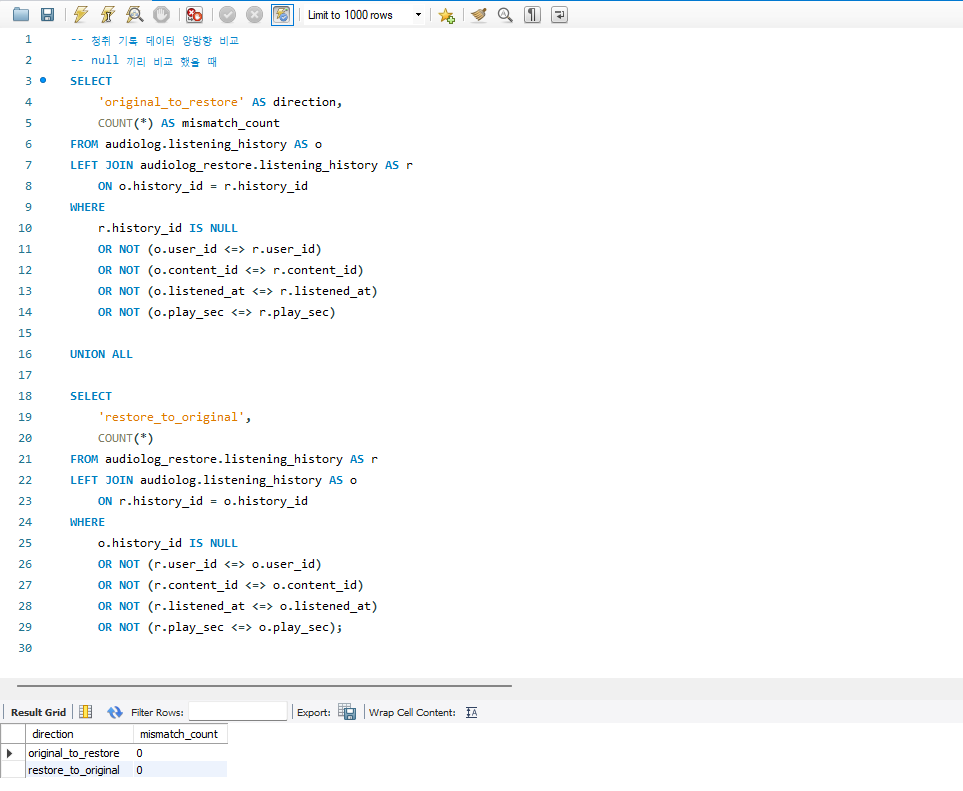 Limit to 1000 rows
1 -- 청취 기록 데이터 양방향 비교
2 -- null 끼리 비교 했을 때
3 SELECT
4 'original_to_restore' AS direction,
5 COUNT(*) AS mismatch_count
6 FROM audiolog.listening_history AS o
7 LEFT JOIN audiolog_restore.listening_history AS r
8 ON o.history_id = r.history_id
9 WHERE
10 r.history_id IS NULL
11 OR NOT (o.user_id <=> r.user_id)
12 OR NOT (o.content_id <=> r.content_id)
13 OR NOT (o.listened_at <=> r.listened_at)
14 OR NOT (o.play_sec <=> r.play_sec)
15
16 UNION ALL
17
18 SELECT
19 'restore_to_original',
20 COUNT(*)
21 FROM audiolog_restore.listening_history AS r
22 LEFT JOIN audiolog.listening_history AS o
23 ON r.history_id = o.history_id
24 WHERE
25 o.history_id IS NULL
26 OR NOT (r.user_id <=> o.user_id)
27 OR NOT (r.content_id <=> o.content_id)
28 OR NOT (r.listened_at <=> o.listened_at)
29 OR NOT (r.play_sec <=> o.play_sec);
30
Result Grid Filter Rows: Export: Wrap Cell Content:
direction mismatch_count
original_to_restore 0
restore_to_original 0